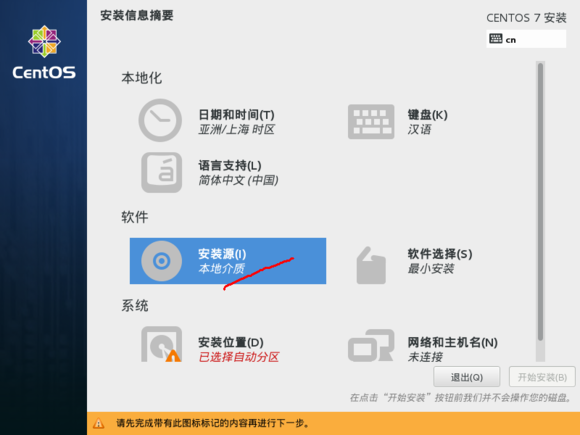 安装信息摘要
CENTOS 7 安装
cn
CentOS
本地化
日期和时间(T)
亚洲/上海 时区
键盘(K)
汉语
语言支持(L)
简体中文 (中国)
软件
安装源(I)
本地介质
软件选择(S)
最小安装
系统
安装位置(D)
已选择自动分区
网络和主机名(N)
未连接
退出(Q)
开始安装(B)
在点击“开始安装”按钮前我们并不会操作您的磁盘。
请先完成带有此图标标记的内容再进行下一步。